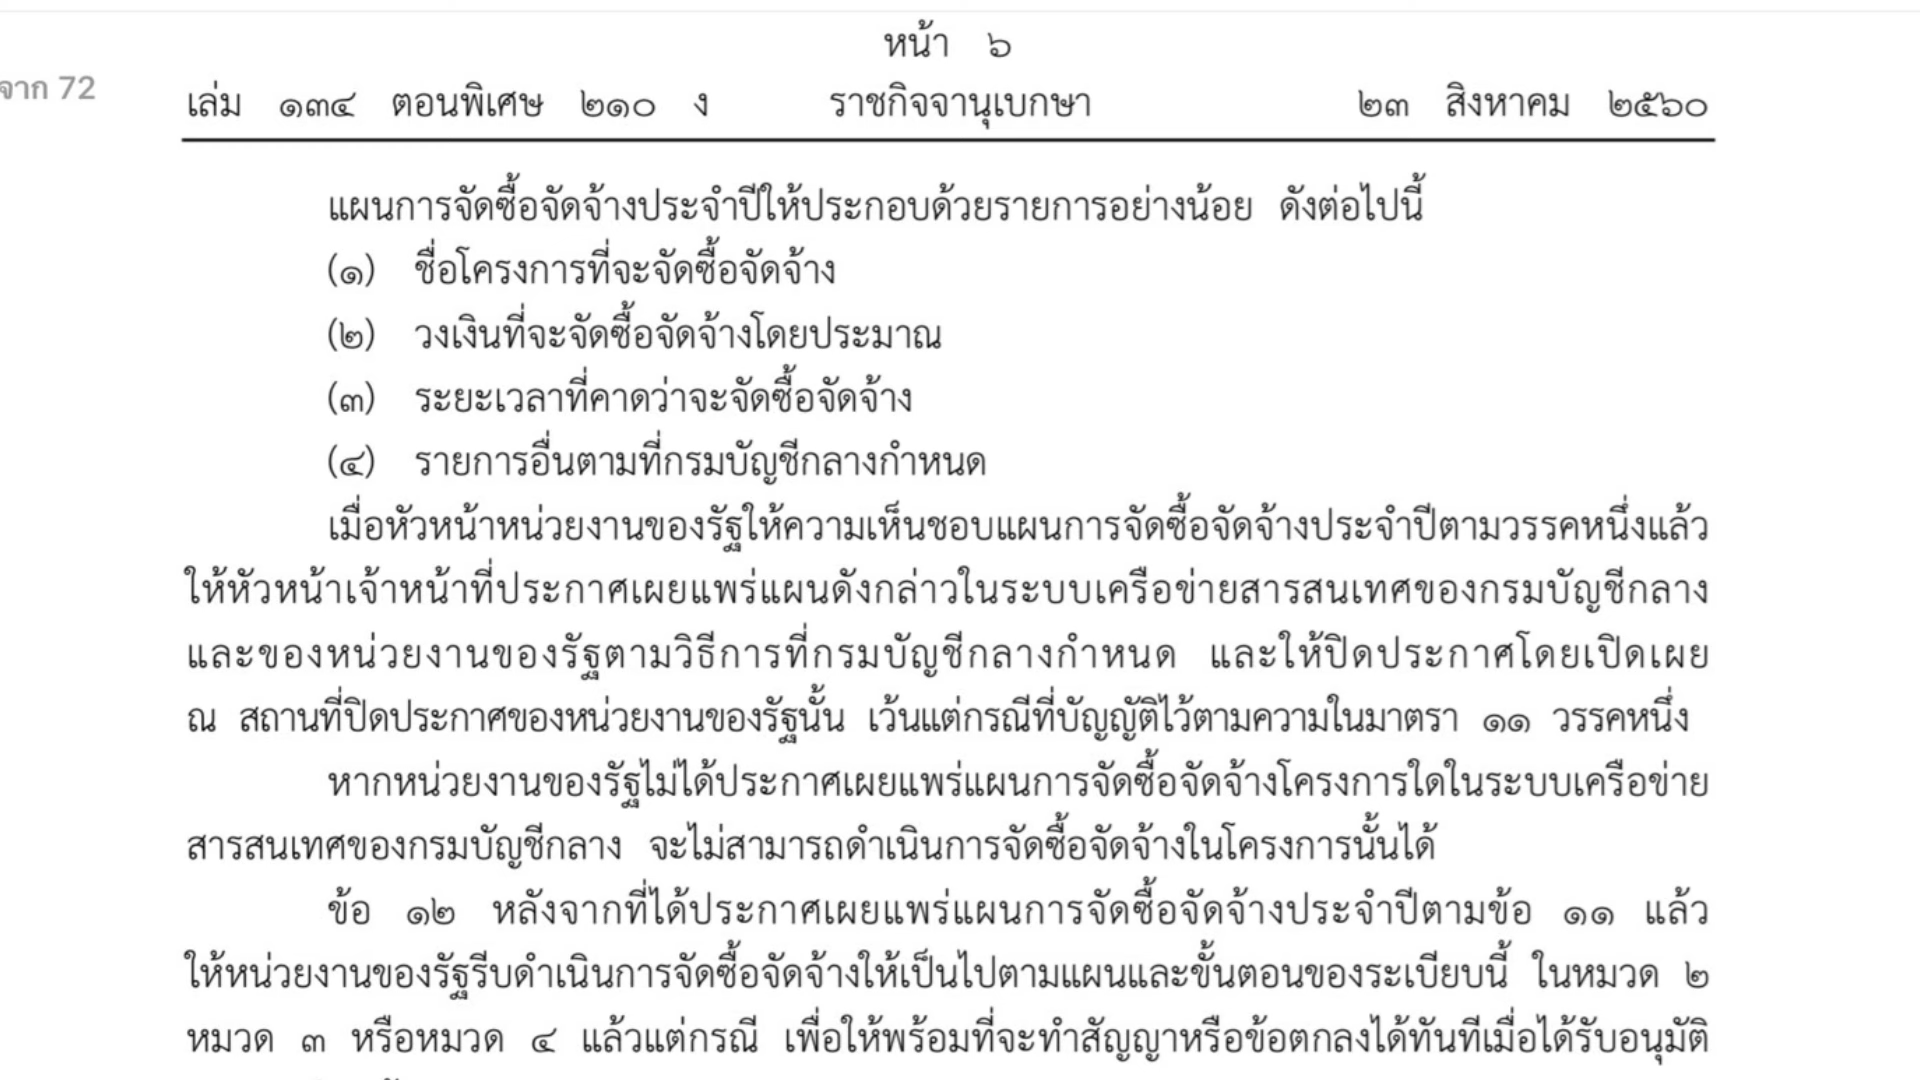 หน้า ๖
จาก 72
เล่ม ๑๓๔ ตอนพิเศษ ๒๑๐ ง ราชกิจจานุเบกษา ๒๓ สิงหาคม ๒๕๖๐
แผนการจัดซื้อจัดจ้างประจำปีให้ประกอบด้วยรายการอย่างน้อย ดังต่อไปนี้
(๑) ชื่อโครงการที่จะจัดซื้อจัดจ้าง
(๒) วงเงินที่จะจัดซื้อจัดจ้างโดยประมาณ
(๓) ระยะเวลาที่คาดว่าจะจัดซื้อจัดจ้าง
(๔) รายการอื่นตามที่กรมบัญชีกลางกำหนด
เมื่อหัวหน้าหน่วยงานของรัฐให้ความเห็นชอบแผนการจัดซื้อจัดจ้างประจำปีตามวรรคหนึ่งแล้ว
ให้หัวหน้าเจ้าหน้าที่ประกาศเผยแพร่แผนดังกล่าวในระบบเครือข่ายสารสนเทศของกรมบัญชีกลาง
และของหน่วยงานของรัฐตามวิธีการที่กรมบัญชีกลางกำหนด และให้ปิดประกาศโดยเปิดเผย
ณ สถานที่ปิดประกาศของหน่วยงานของรัฐนั้น เว้นแต่กรณีที่บัญญัติไว้ตามความในมาตรา ๑๑ วรรคหนึ่ง
หากหน่วยงานของรัฐไม่ได้ประกาศเผยแพร่แผนการจัดซื้อจัดจ้างโครงการใดในระบบเครือข่าย
สารสนเทศของกรมบัญชีกลาง จะไม่สามารถดำเนินการจัดซื้อจัดจ้างในโครงการนั้นได้
ข้อ ๑๒ หลังจากที่ได้ประกาศเผยแพร่แผนการจัดซื้อจัดจ้างประจำปีตามข้อ ๑๑ แล้ว
ให้หน่วยงานของรัฐรีบดำเนินการจัดซื้อจัดจ้างให้เป็นไปตามแผนและขั้นตอนของระเบียบนี้ ในหมวด ๒
หมวด ๓ หรือหมวด ๔ แล้วแต่กรณี เพื่อให้พร้อมที่จะทำสัญญาหรือข้อตกลงได้ทันทีเมื่อได้รับอนุมัติ